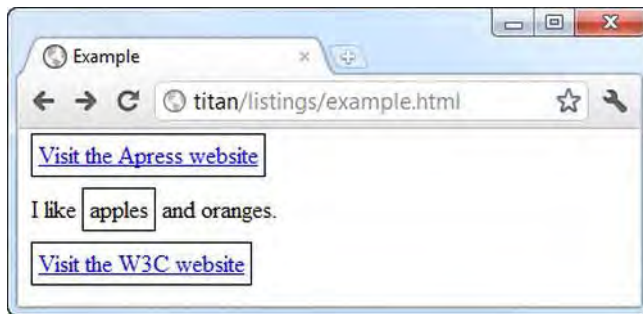 Example
titan/listings/example.html
Visit the Apress website
I like apples and oranges.
Visit the W3C website